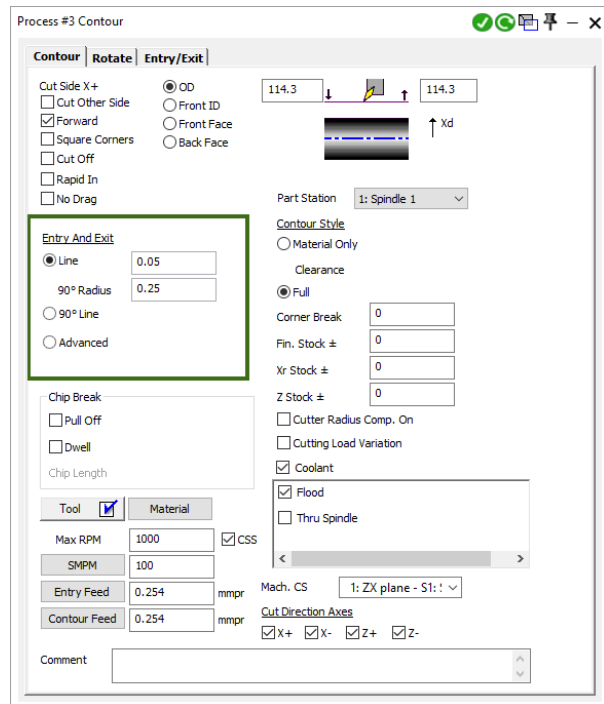 Process #3 Contour
Contour Rotate Entry/Exit
Cut Side X+
Cut Other Side
Forward
Square Corners
Cut Off
Rapid In
No Drag
OD
Front ID
Front Face
Back Face
114.3 114.3
Xd
Part Station 1: Spindle 1
Contour Style
Material Only
Clearance
Full
Corner Break 0
Fin. Stock ± 0
Xr Stock ± 0
Z Stock ± 0
Cutter Radius Comp. On
Cutting Load Variation
Coolant
Flood
Thru Spindle
Entry And Exit
Line 0.05
90° Radius 0.25
90° Line
Advanced
Chip Break
Pull Off
Dwell
Chip Length
Tool Material
Max RPM 1000 CSS
SMPM 100
Entry Feed 0.254 mmpr
Contour Feed 0.254 mmpr
Mach. CS 1: ZX plane - S1:
Cut Direction Axes
X+ X- Z+ Z-
Comment